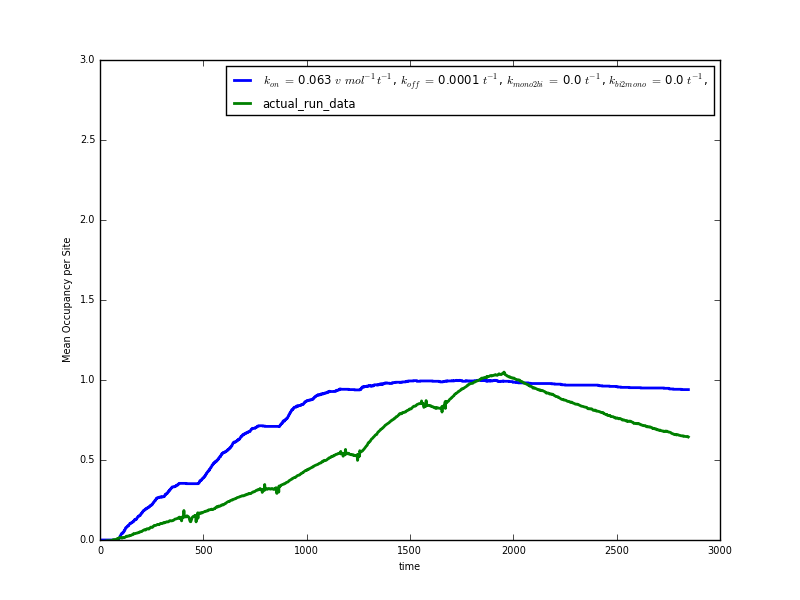 k_on = 0.063 v mol^−1 t^−1, k_off = 0.0001 t^−1, k_mono2bi = 0.0 t^−1, k_bi2mono = 0.0 t^−1,
actual_run_data
3.0
2.5
2.0
1.5
1.0
0.5
0.0
Mean Occupancy per Site
0 500 1000 1500 2000 2500 3000
time